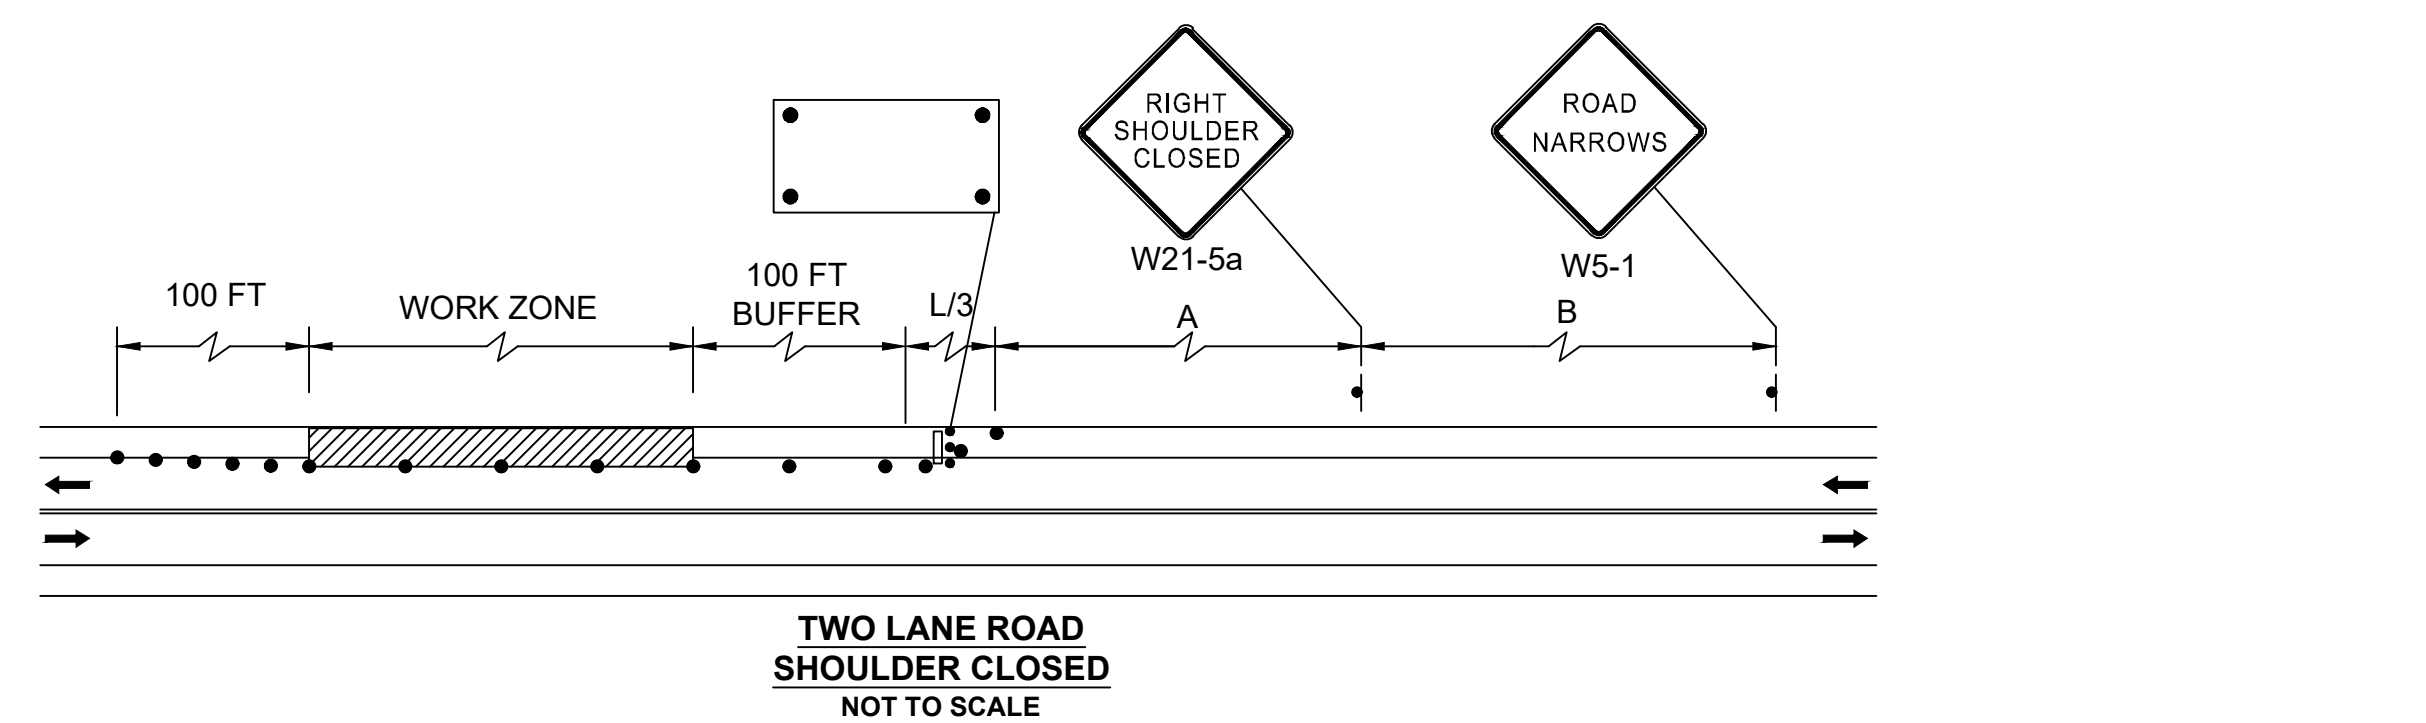 RIGHT
SHOULDER
CLOSED
W21-5a
ROAD
NARROWS
W5-1
100 FT
WORK ZONE
100 FT
BUFFER
L/3
A
B
TWO LANE ROAD
SHOULDER CLOSED
NOT TO SCALE